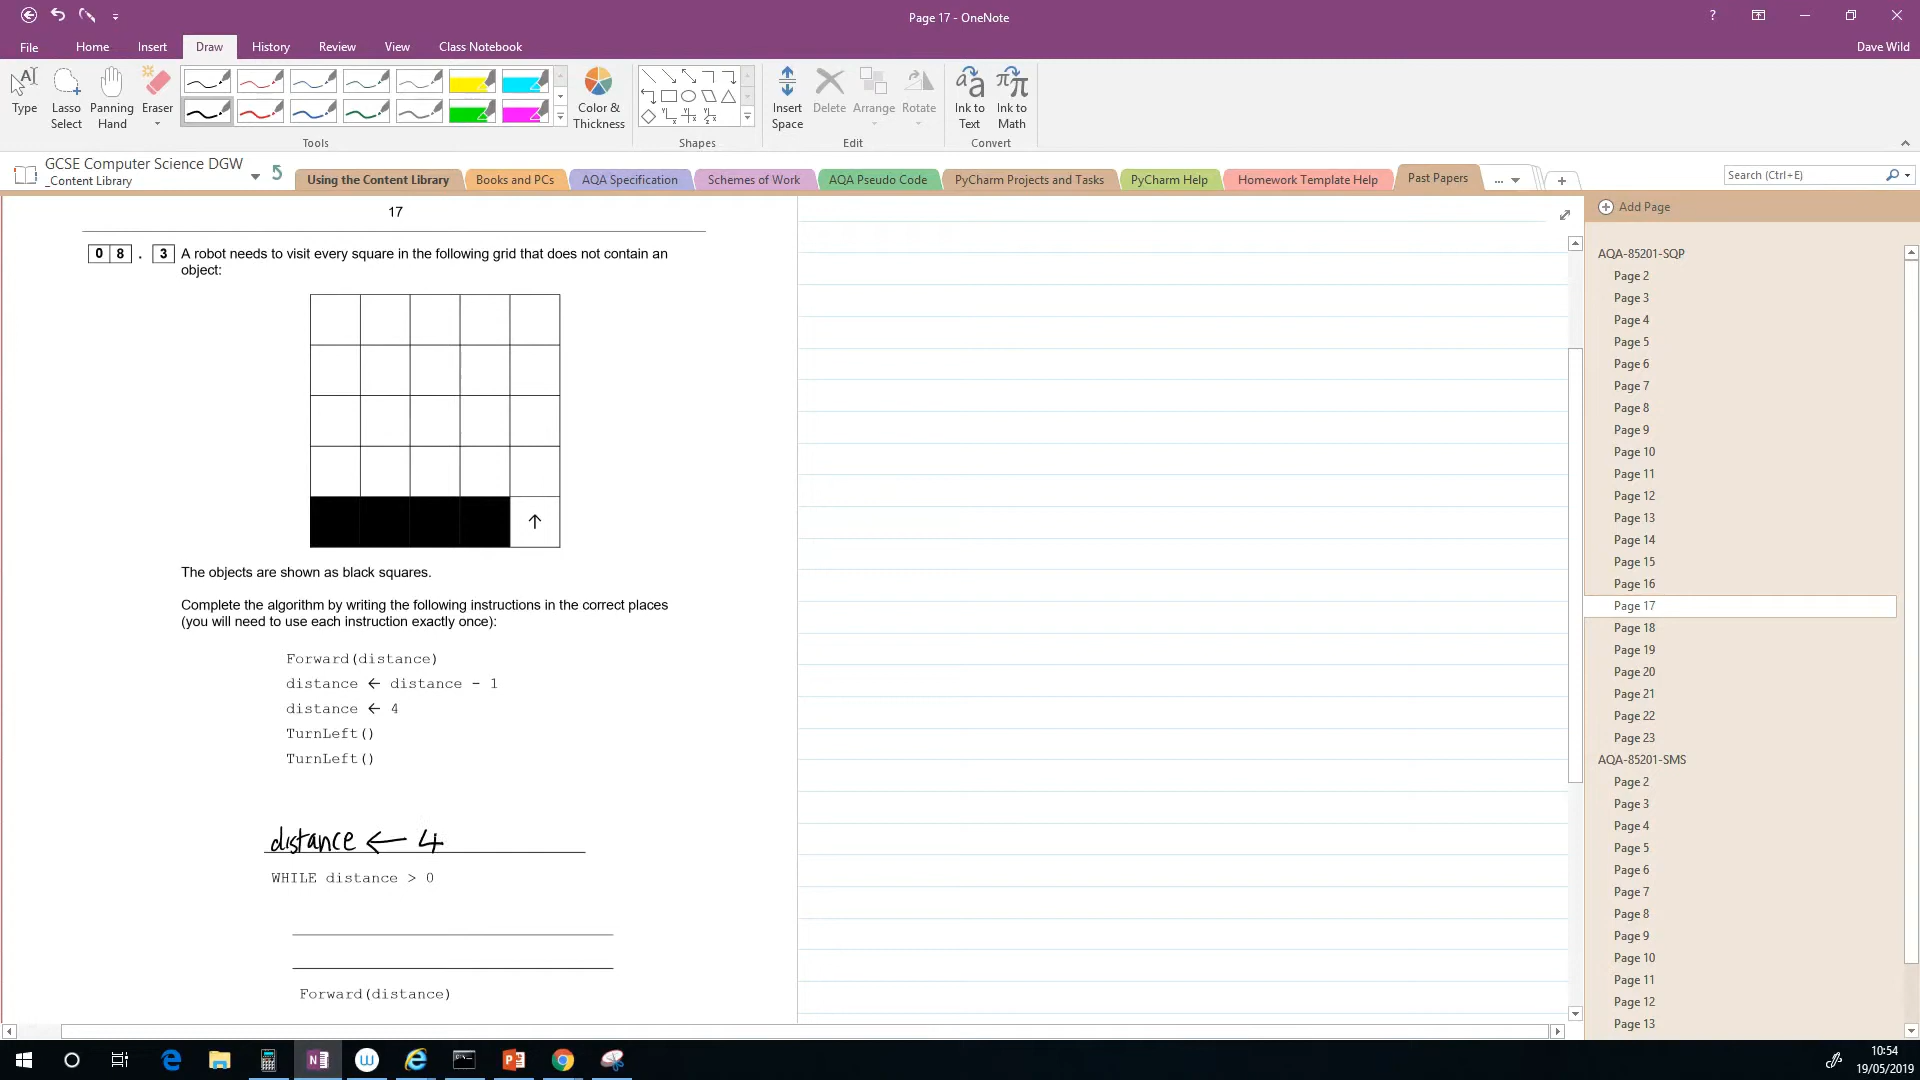 Page 17 - OneNote
?
File
Home
Insert
Draw
History
Review
View
Class Notebook
Dave Wild
Type
Lasso Select
Panning Hand
Eraser
Color & Thickness
Insert Space
Delete
Arrange
Rotate
Ink to Text
Ink to Math
Tools
Shapes
Edit
Convert
GCSE Computer Science DGW
_Content Library
Using the Content Library
Books and PCs
AQA Specification
Schemes of Work
AQA Pseudo Code
PyCharm Projects and Tasks
PyCharm Help
Homework Template Help
Past Papers
...
Search (Ctrl+E)
17
0 8 . 3 A robot needs to visit every square in the following grid that does not contain an
object:
↑
The objects are shown as black squares.
Complete the algorithm by writing the following instructions in the correct places
(you will need to use each instruction exactly once):
Forward(distance)
distance ← distance - 1
distance ← 4
TurnLeft()
TurnLeft()
distance ← 4
WHILE distance > 0
Forward(distance)
Add Page
AQA-85201-SQP
Page 2
Page 3
Page 4
Page 5
Page 6
Page 7
Page 8
Page 9
Page 10
Page 11
Page 12
Page 13
Page 14
Page 15
Page 16
Page 17
Page 18
Page 19
Page 20
Page 21
Page 22
Page 23
AQA-85201-SMS
Page 2
Page 3
Page 4
Page 5
Page 6
Page 7
Page 8
Page 9
Page 10
Page 11
Page 12
Page 13
10:54
19/05/2019